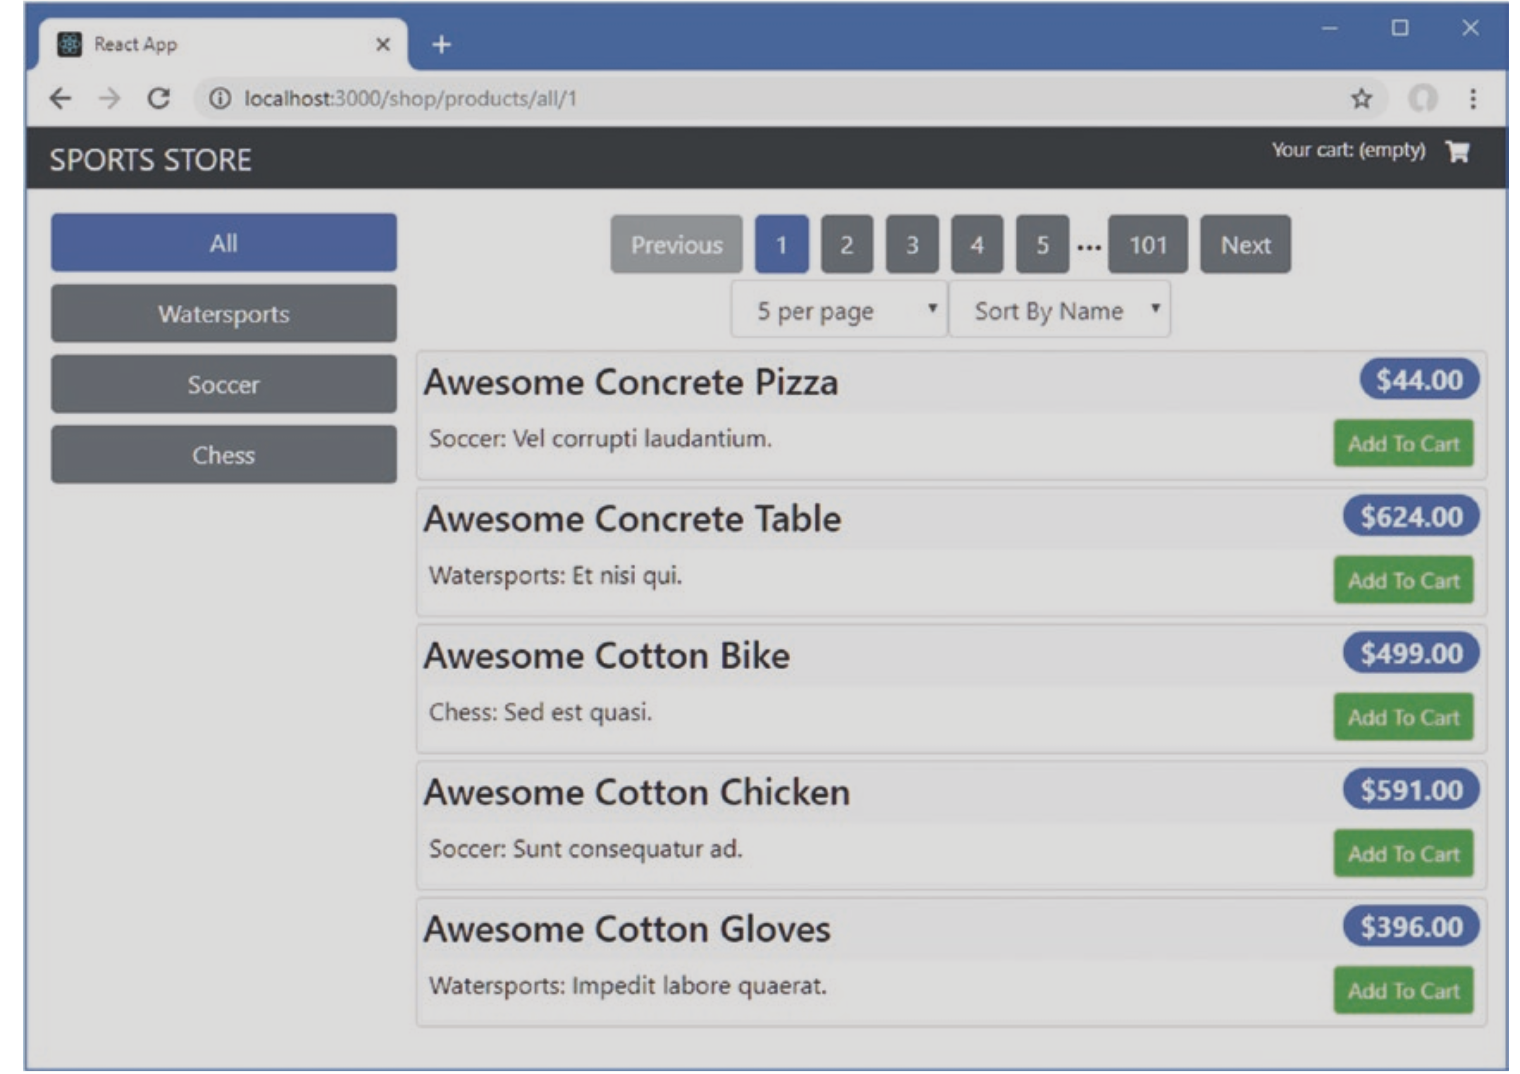 React App
localhost:3000/shop/products/all/1
SPORTS STORE
Your cart: (empty)
All
Watersports
Soccer
Chess
Previous 1 2 3 4 5 ... 101 Next
5 per page Sort By Name
Awesome Concrete Pizza $44.00
Soccer: Vel corrupti laudantium. Add To Cart
Awesome Concrete Table $624.00
Watersports: Et nisi qui. Add To Cart
Awesome Cotton Bike $499.00
Chess: Sed est quasi. Add To Cart
Awesome Cotton Chicken $591.00
Soccer: Sunt consequatur ad. Add To Cart
Awesome Cotton Gloves $396.00
Watersports: Impedit labore quaerat. Add To Cart